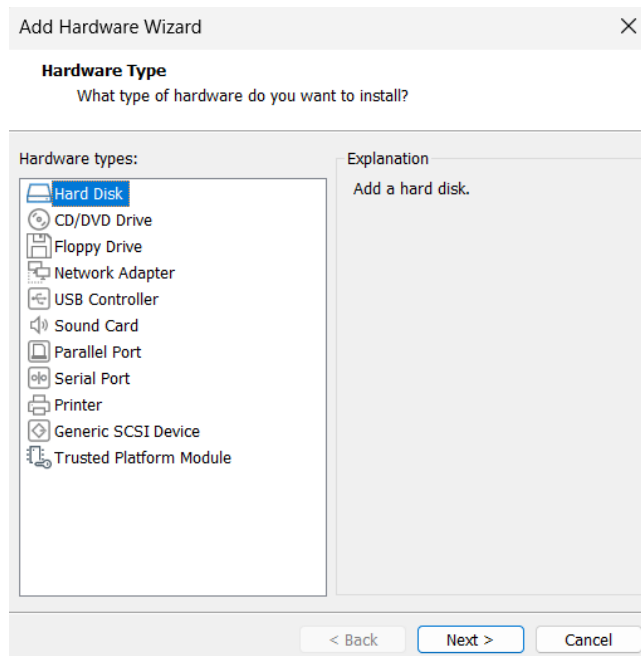 Add Hardware Wizard
Hardware Type
What type of hardware do you want to install?
Hardware types:
Hard Disk
CD/DVD Drive
Floppy Drive
Network Adapter
USB Controller
Sound Card
Parallel Port
Serial Port
Printer
Generic SCSI Device
Trusted Platform Module
Explanation
Add a hard disk.
< Back
Next >
Cancel